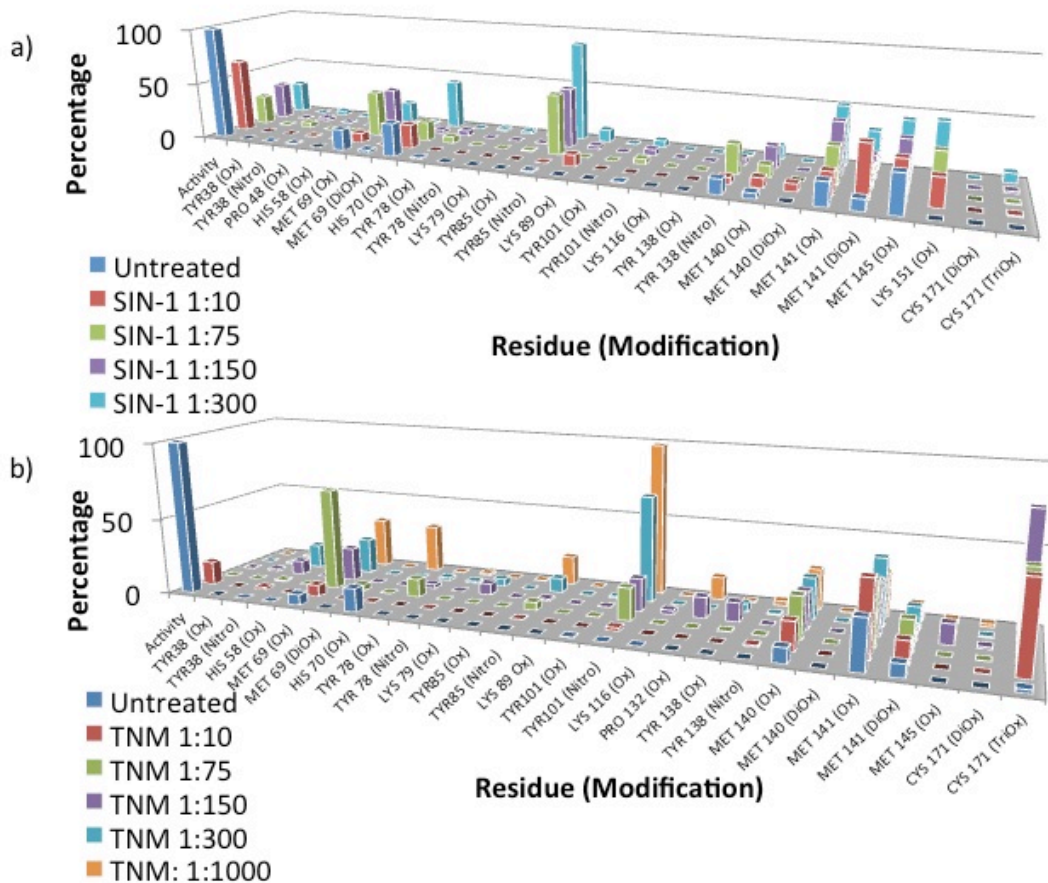 a)
Percentage
100
50
0
Activity
TYR38 (Ox)
TYR38 (Nitro)
PRO 48 (Ox)
HIS 58 (Ox)
MET 69 (Ox)
MET 69 (DiOx)
HIS 70 (Ox)
TYR 78 (Ox)
TYR 78 (Nitro)
LYS 79 (Ox)
TYR85 (Ox)
TYR85 (Nitro)
LYS 89 Ox)
TYR101 (Ox)
TYR101 (Nitro)
LYS 116 (Ox)
TYR 138 (Ox)
TYR 138 (Nitro)
MET 140 (Ox)
MET 140 (DiOx)
MET 141 (Ox)
MET 141 (DiOx)
MET 145 (Ox)
LYS 151 (Ox)
CYS 171 (DiOx)
CYS 171 (TriOx)
Residue (Modification)
Untreated
SIN-1 1:10
SIN-1 1:75
SIN-1 1:150
SIN-1 1:300
b)
Percentage
100
50
0
Activity
TYR38 (Ox)
TYR38 (Nitro)
HIS 58 (Ox)
MET 69 (Ox)
MET 69 (DiOx)
HIS 70 (Ox)
TYR 78 (Ox)
TYR 78 (Nitro)
LYS 79 (Ox)
TYR85 (Ox)
TYR85 (Nitro)
LYS 89 Ox)
TYR101 (Ox)
TYR101 (Nitro)
LYS 116 (Ox)
PRO 132 (Ox)
TYR 138 (Ox)
TYR 138 (Nitro)
MET 140 (Ox)
MET 140 (DiOx)
MET 141 (Ox)
MET 141 (DiOx)
MET 145 (Ox)
CYS 171 (DiOx)
CYS 171 (TriOx)
Residue (Modification)
Untreated
TNM 1:10
TNM 1:75
TNM 1:150
TNM 1:300
TNM: 1:1000